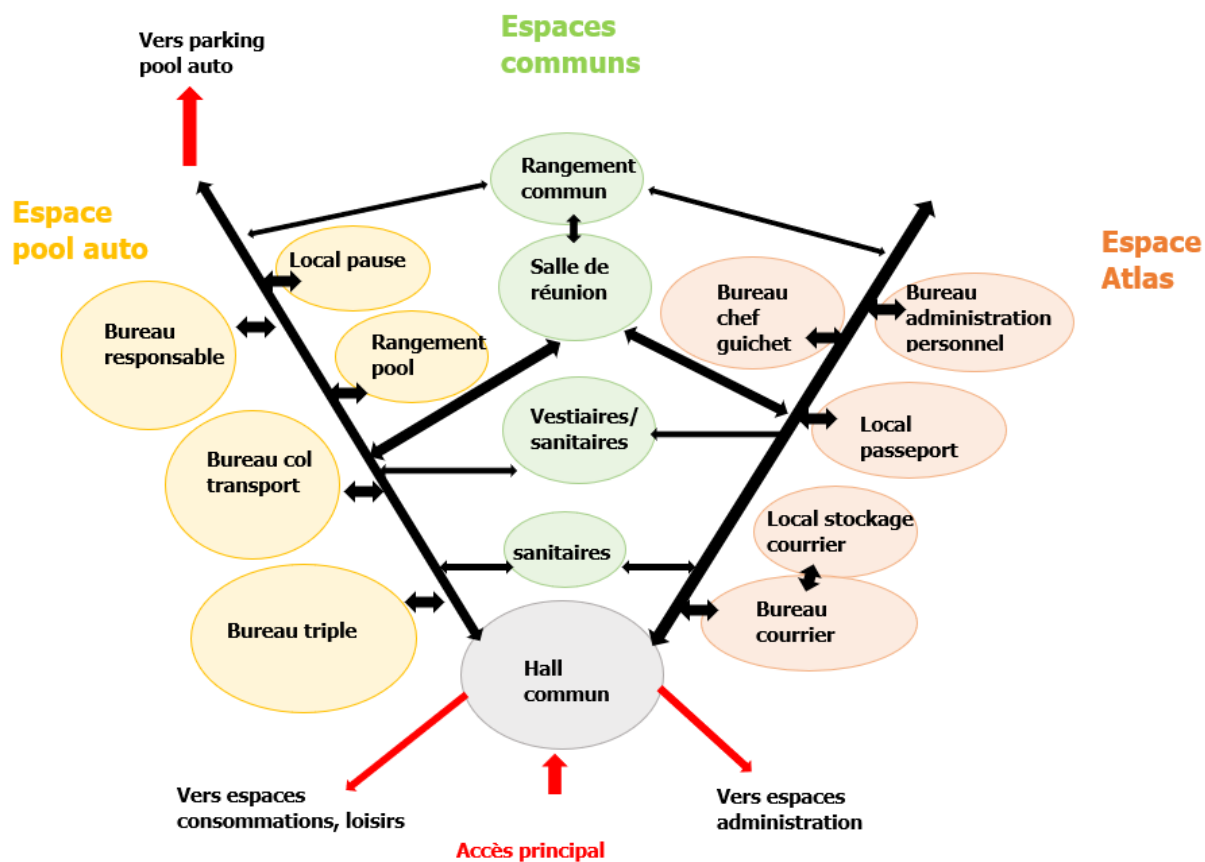 Vers parking
pool auto
Espaces
communs
Espace
pool auto
Espace
Atlas
Rangement
commun
Local pause
Salle de
réunion
Bureau
chef
guichet
Bureau
administration
personnel
Bureau
responsable
Rangement
pool
Vestiaires/
sanitaires
Local
passeport
Bureau col
transport
Local stockage
courrier
sanitaires
Bureau triple
Bureau
courrier
Hall
commun
Vers espaces
consommations, loisirs
Vers espaces
administration
Accès principal